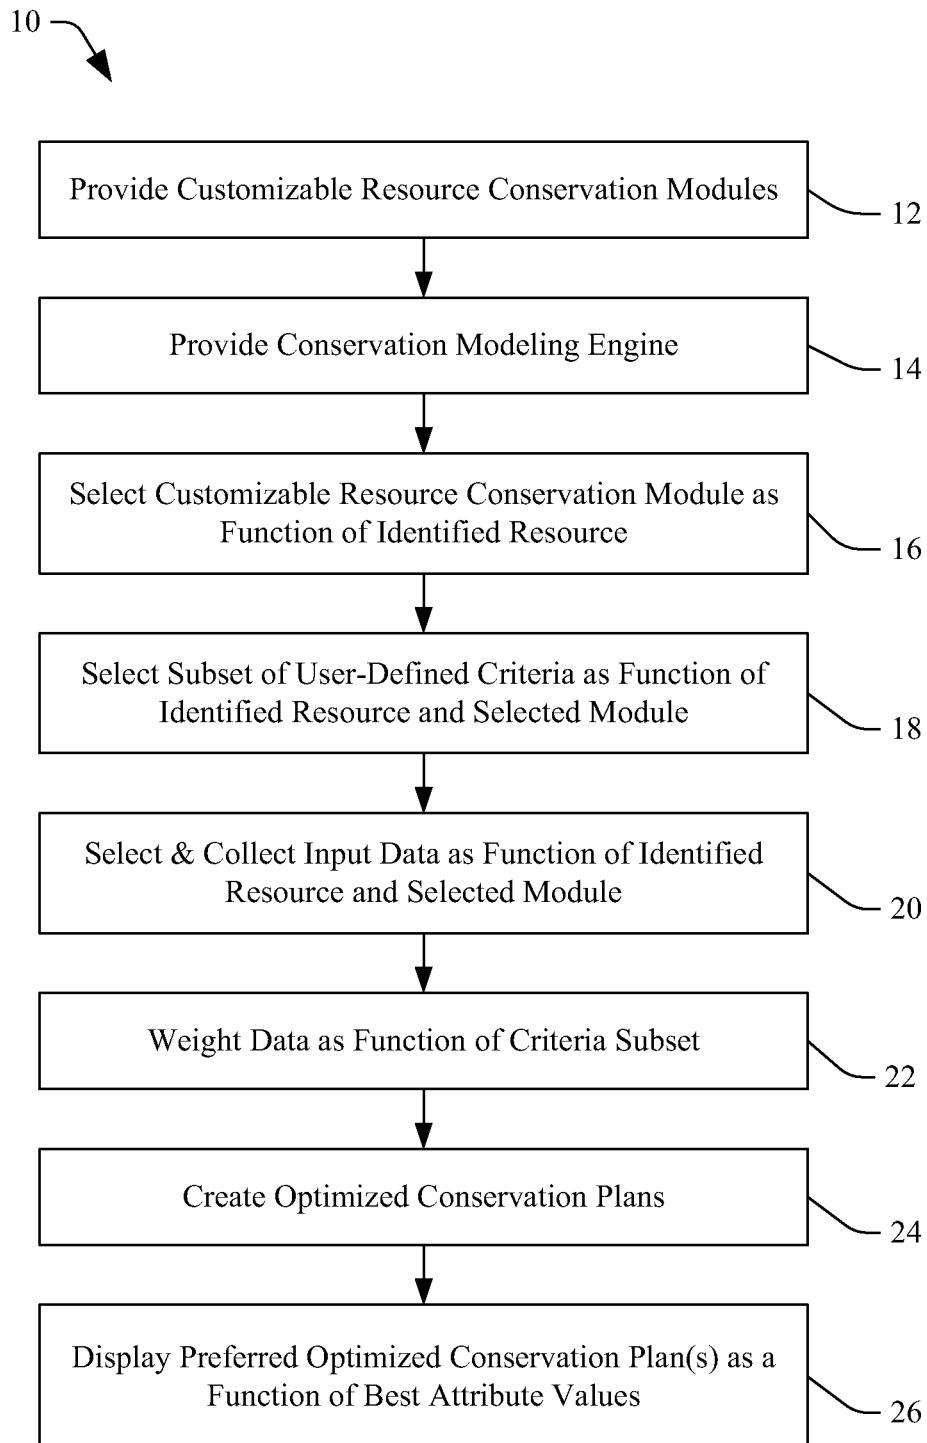 10
Provide Customizable Resource Conservation Modules
12
Provide Conservation Modeling Engine
14
Select Customizable Resource Conservation Module as
Function of Identified Resource
16
Select Subset of User-Defined Criteria as Function of
Identified Resource and Selected Module
18
Select & Collect Input Data as Function of Identified
Resource and Selected Module
20
Weight Data as Function of Criteria Subset
22
Create Optimized Conservation Plans
24
Display Preferred Optimized Conservation Plan(s) as a
Function of Best Attribute Values
26